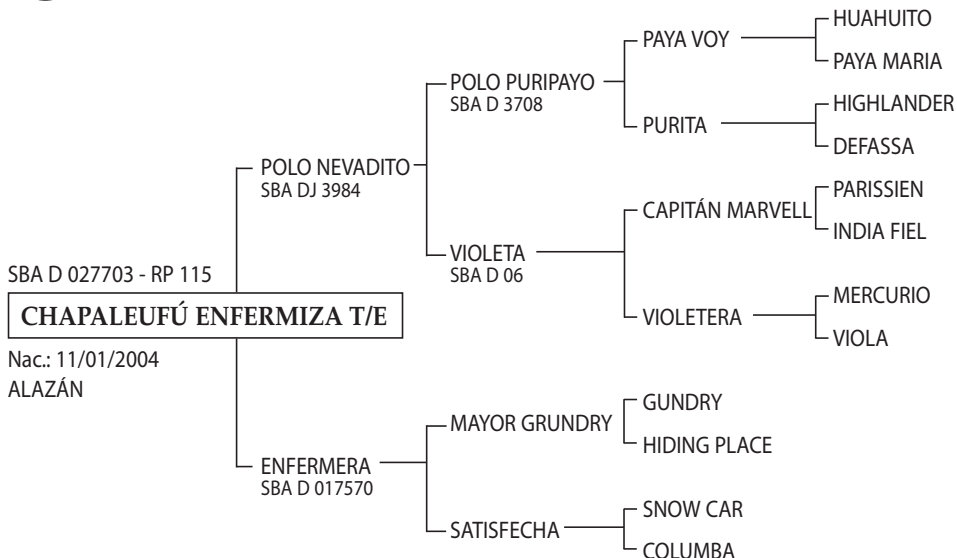 HUAHUITO
PAYA VOY
PAYA MARIA
POLO PURIPAYO
SBA D 3708
HIGHLANDER
PURITA
DEFASSA
POLO NEVADITO
SBA DJ 3984
PARISSIEN
CAPITÁN MARVELL
INDIA FIEL
VIOLETA
SBA D 06
MERCURIO
VIOLETERA
VIOLA
SBA D 027703 - RP 115
CHAPALEUFÚ ENFERMIZA T/E
Nac.: 11/01/2004
ALAZÁN
GUNDRY
MAYOR GRUNDRY
HIDING PLACE
ENFERMERA
SBA D 017570
SNOW CAR
SATISFECHA
COLUMBA